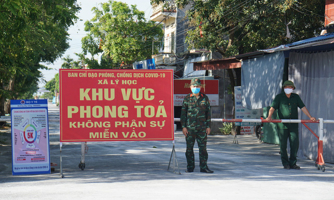 BAN CHỈ ĐẠO PHÒNG, CHỐNG DỊCH COVID-19
XÃ LÝ HỌC
KHU VỰC
PHONG TOẢ
KHÔNG PHẬN SỰ
MIỄN VÀO